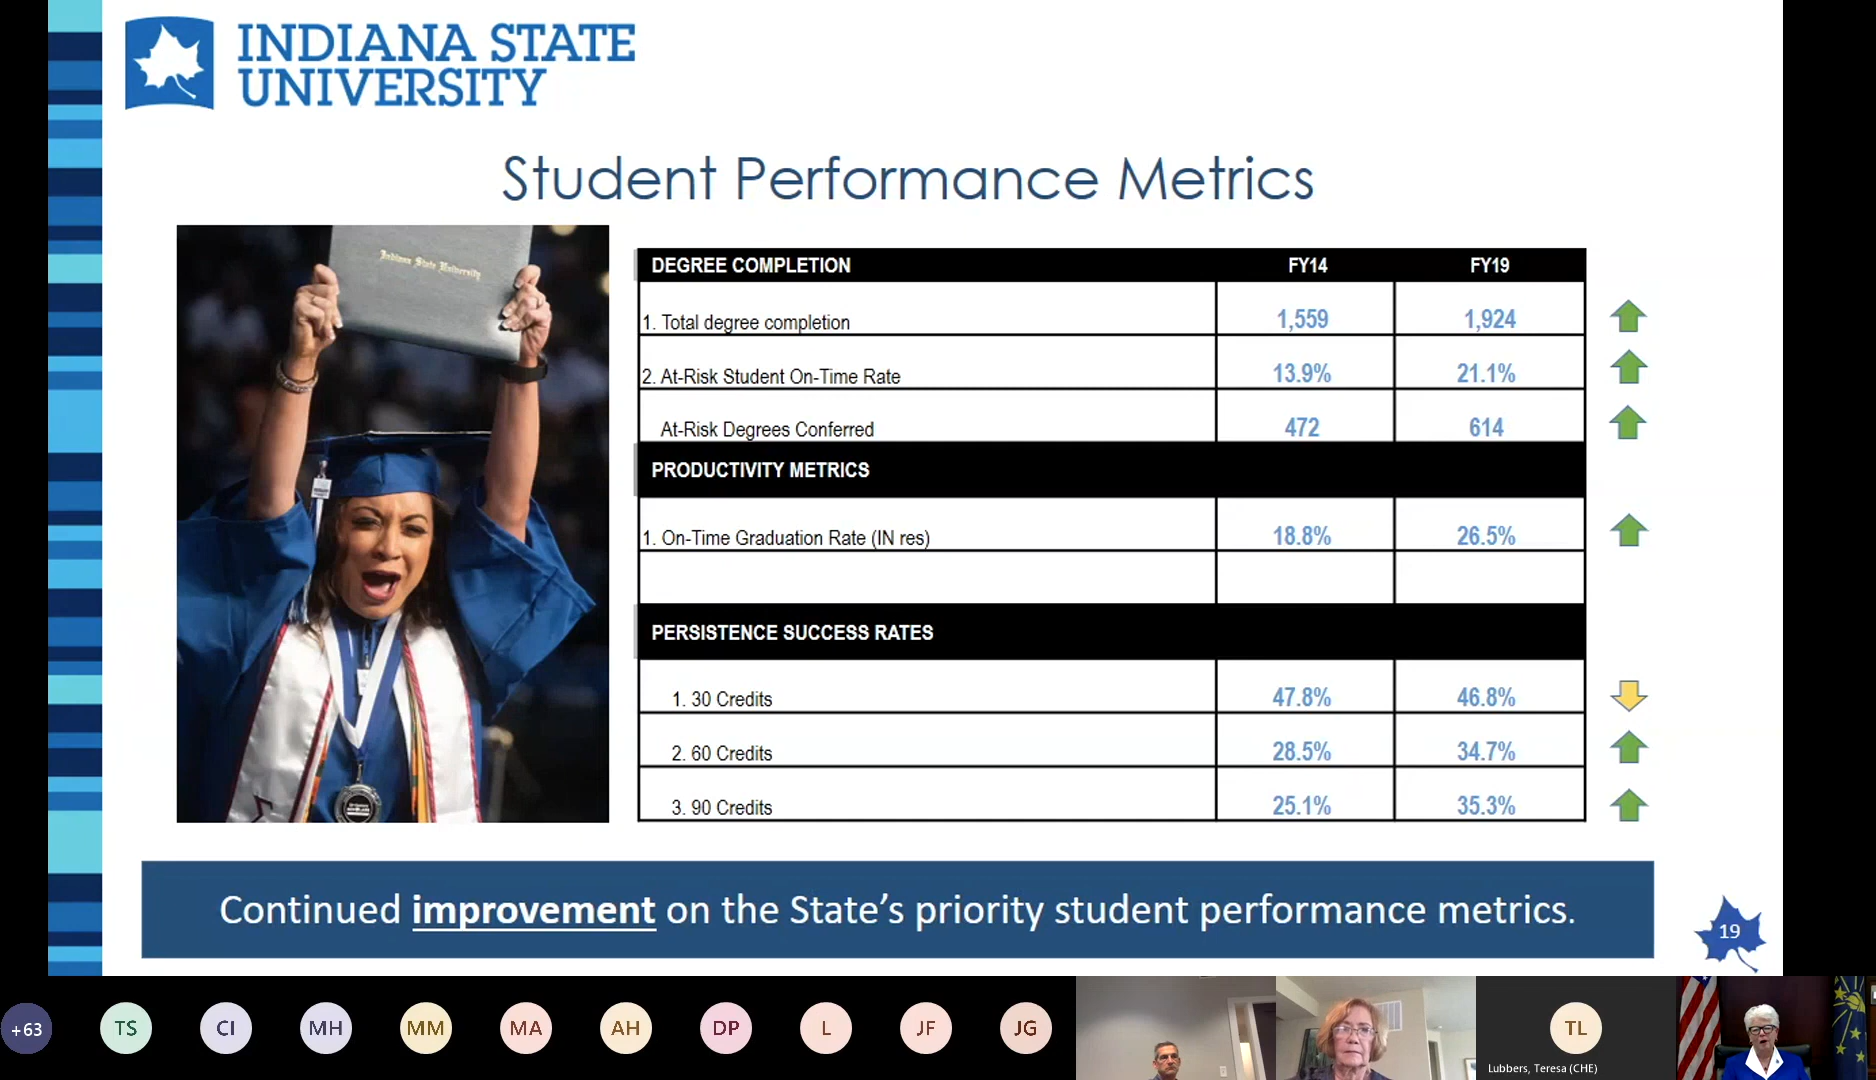 INDIANA STATE
UNIVERSITY
Student Performance Metrics
Indiana State University
DEGREE COMPLETION FY14 FY19
1. Total degree completion 1,559 1,924
2. At-Risk Student On-Time Rate 13.9% 21.1%
At-Risk Degrees Conferred 472 614
PRODUCTIVITY METRICS
1. On-Time Graduation Rate (IN res) 18.8% 26.5%
PERSISTENCE SUCCESS RATES
1. 30 Credits 47.8% 46.8%
2. 60 Credits 28.5% 34.7%
3. 90 Credits 25.1% 35.3%
Continued improvement on the State's priority student performance metrics.
19
+63 TS CI MH MM MA AH DP L JF JG TL
Lubbers, Teresa (CHE)